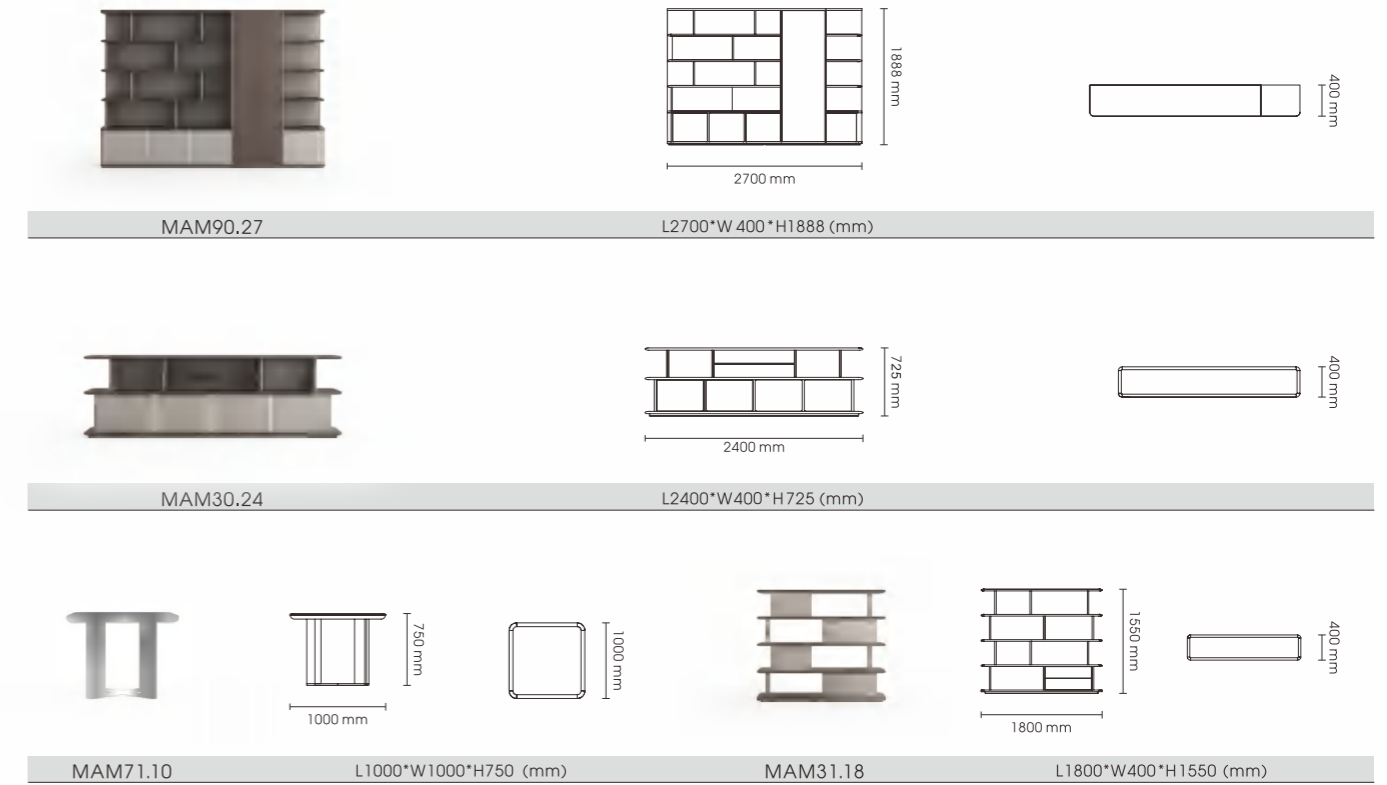 1888 mm
400 mm
2700 mm
MAM90.27 L2700*W400*H1888 (mm)
725 mm
400 mm
2400 mm
MAM30.24 L2400*W400*H725 (mm)
750 mm
1000 mm
1550 mm
400 mm
1000 mm
1800 mm
MAM71.10 L1000*W1000*H750 (mm) MAM31.18 L1800*W400*H1550 (mm)